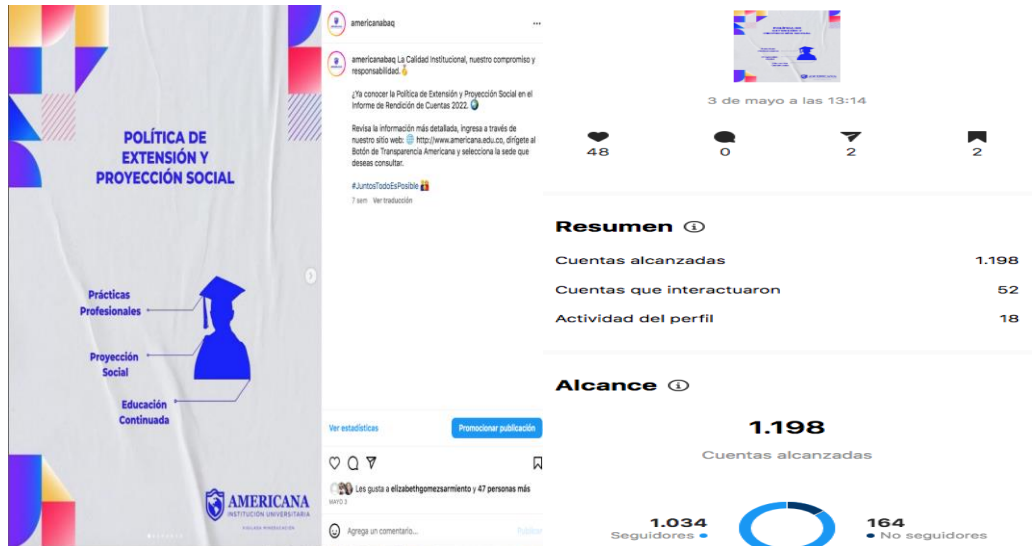 POLÍTICA DE
EXTENSIÓN Y
PROYECCIÓN SOCIAL
Prácticas
Profesionales
Proyección
Social
Educación
Continuada
AMERICANA
INSTITUCIÓN UNIVERSITARIA
VIGILADA MINEDUCACIÓN
americanabaq
americanabaq La Calidad Institucional, nuestro compromiso y
responsabilidad.
¿Ya conocer la Política de Extensión y Proyección Social en el
Informe de Rendición de Cuentas 2022.
Revisa la información más detallada, ingresa a través de
nuestro sitio web: http://www.americana.edu.co, dirígete al
Botón de Transparencia Americana y selecciona la sede que
deseas consultar.
#JuntosTodoEsPosible
7 sem Ver traducción
Ver estadísticas
Promocionar publicación
Les gusta a elizabethgomezsarmiento y 47 personas más
MAYO 3
Agrega un comentario...
Publicar
3 de mayo a las 13:14
48 0 2 2
Resumen
Cuentas alcanzadas 1.198
Cuentas que interactuaron 52
Actividad del perfil 18
Alcance
1.198
Cuentas alcanzadas
1.034 164
Seguidores No seguidores